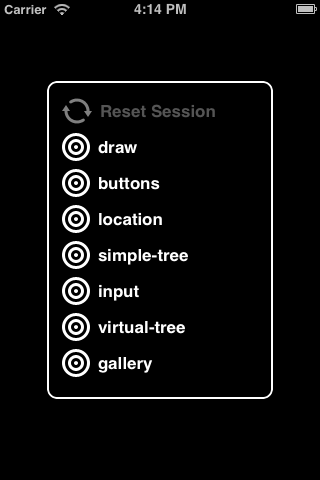 Carrier 4:14 PM
Reset Session
draw
buttons
location
simple-tree
input
virtual-tree
gallery